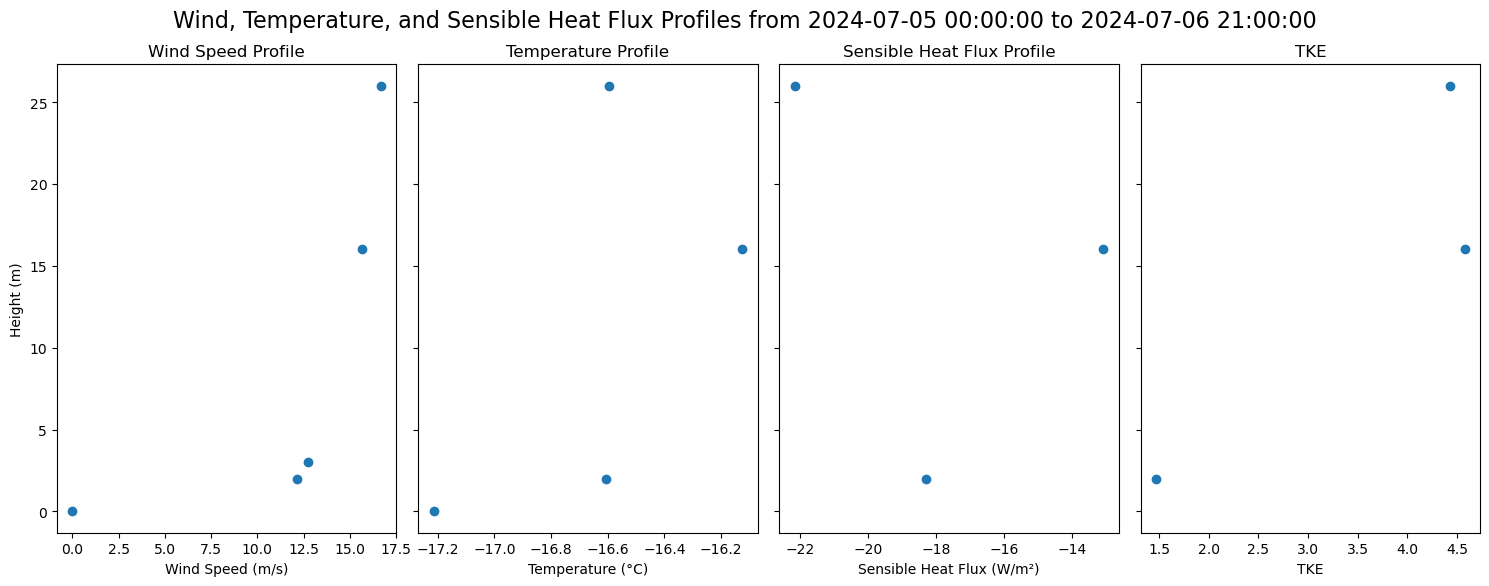 Wind, Temperature, and Sensible Heat Flux Profiles from 2024-07-05 00:00:00 to 2024-07-06 21:00:00
Wind Speed Profile
Temperature Profile
Sensible Heat Flux Profile
TKE
25
20
15
10
5
0
Height (m)
0.0 2.5 5.0 7.5 10.0 12.5 15.0 17.5
−17.2 −17.0 −16.8 −16.6 −16.4 −16.2
−22 −20 −18 −16 −14
1.5 2.0 2.5 3.0 3.5 4.0 4.5
Wind Speed (m/s)
Temperature (°C)
Sensible Heat Flux (W/m²)
TKE